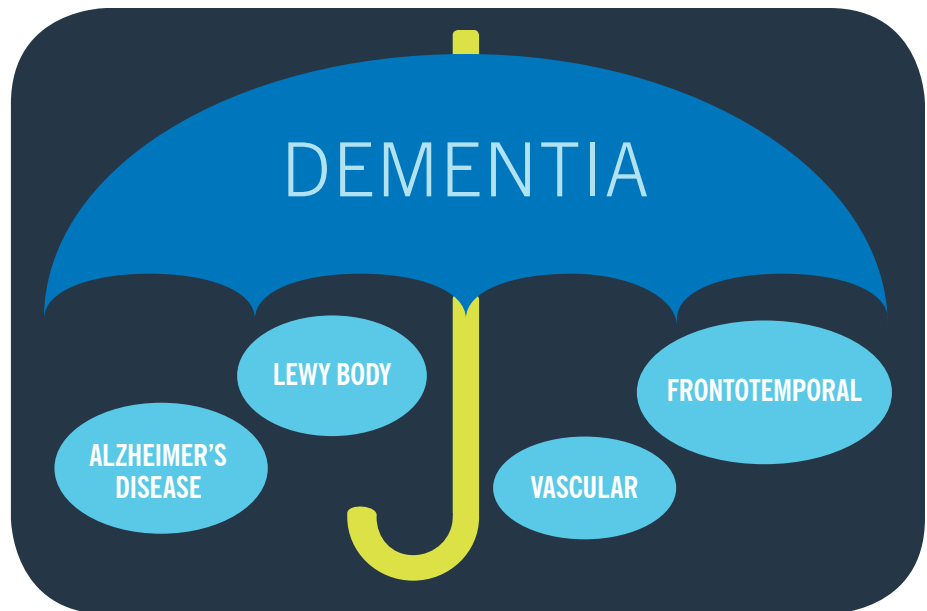 DEMENTIA
LEWY BODY
FRONTOTEMPORAL
ALZHEIMER'S
DISEASE
VASCULAR